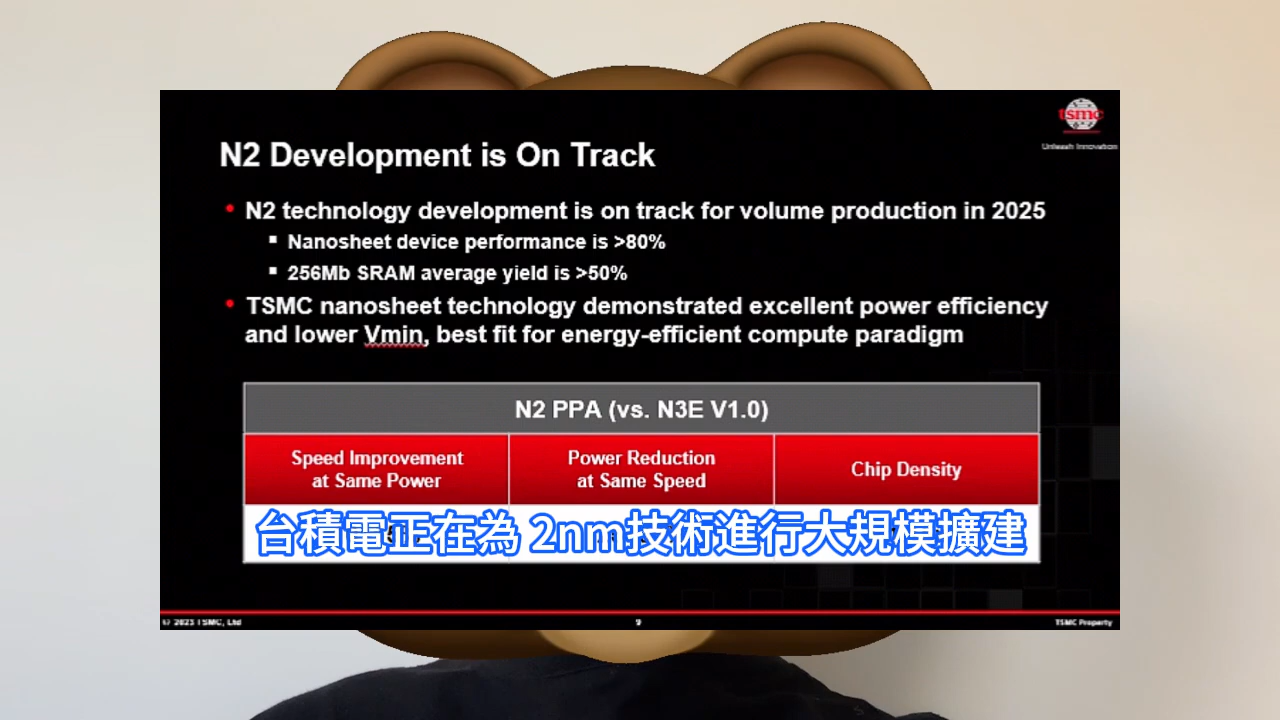 tsmc
Unleash Innovation
N2 Development is On Track
• N2 technology development is on track for volume production in 2025
▪ Nanosheet device performance is >80%
▪ 256Mb SRAM average yield is >50%
• TSMC nanosheet technology demonstrated excellent power efficiency
and lower Vmin, best fit for energy-efficient compute paradigm
N2 PPA (vs. N3E V1.0)
Speed Improvement
at Same Power
Power Reduction
at Same Speed
Chip Density
台積電正在為 2nm技術進行大規模擴建
© 2023 TSMC, Ltd
9
TSMC Property